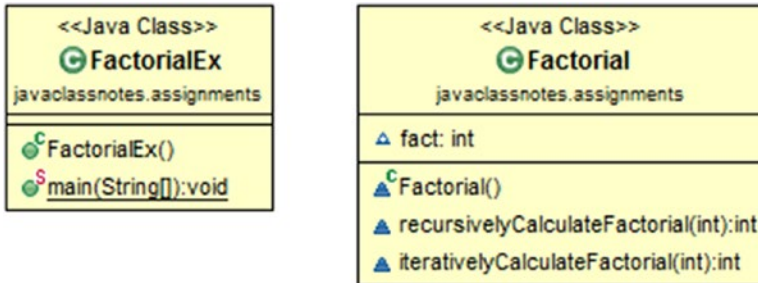 <<Java Class>>
FactorialEx
javaclassnotes.assignments
FactorialEx()
main(String[]):void
<<Java Class>>
Factorial
javaclassnotes.assignments
fact: int
Factorial()
recursivelyCalculateFactorial(int):int
iterativelyCalculateFactorial(int):int